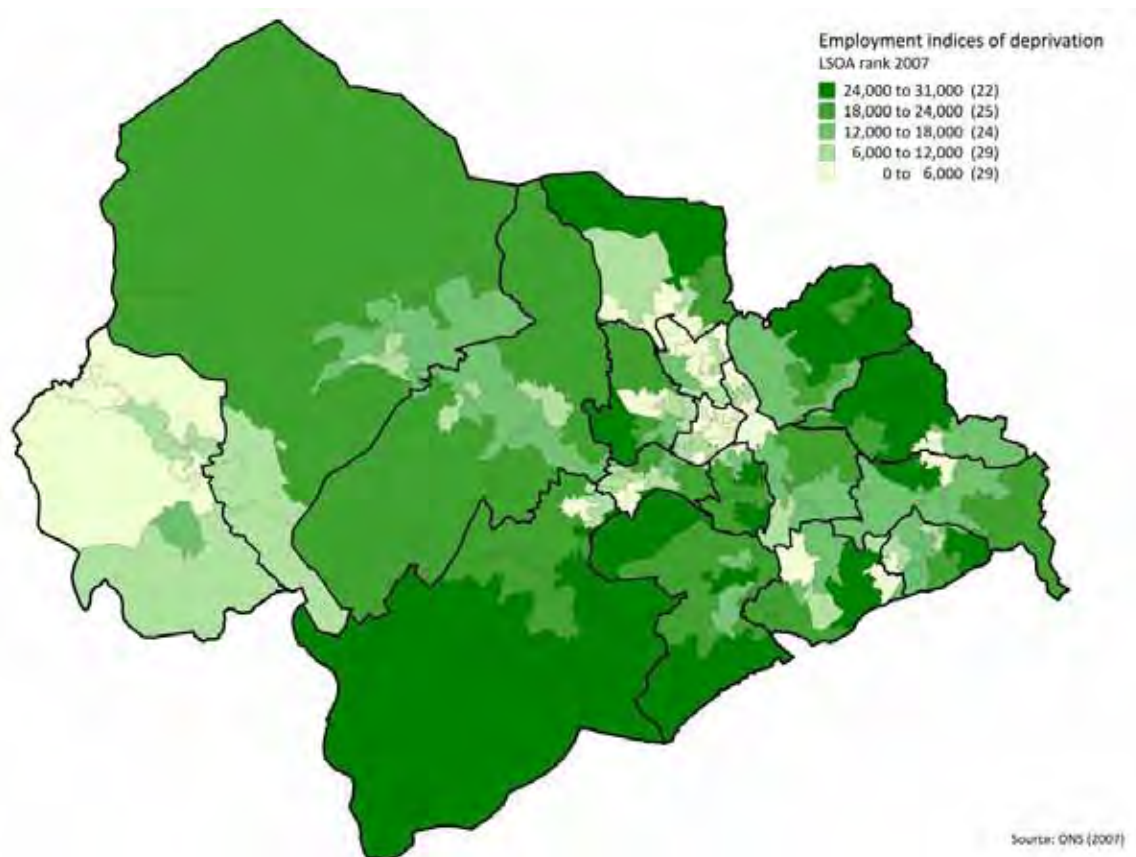 Employment indices of deprivation
LSOA rank 2007
24,000 to 31,000 (22)
18,000 to 24,000 (25)
12,000 to 18,000 (24)
6,000 to 12,000 (29)
0 to 6,000 (29)
Source: ONS (2007)